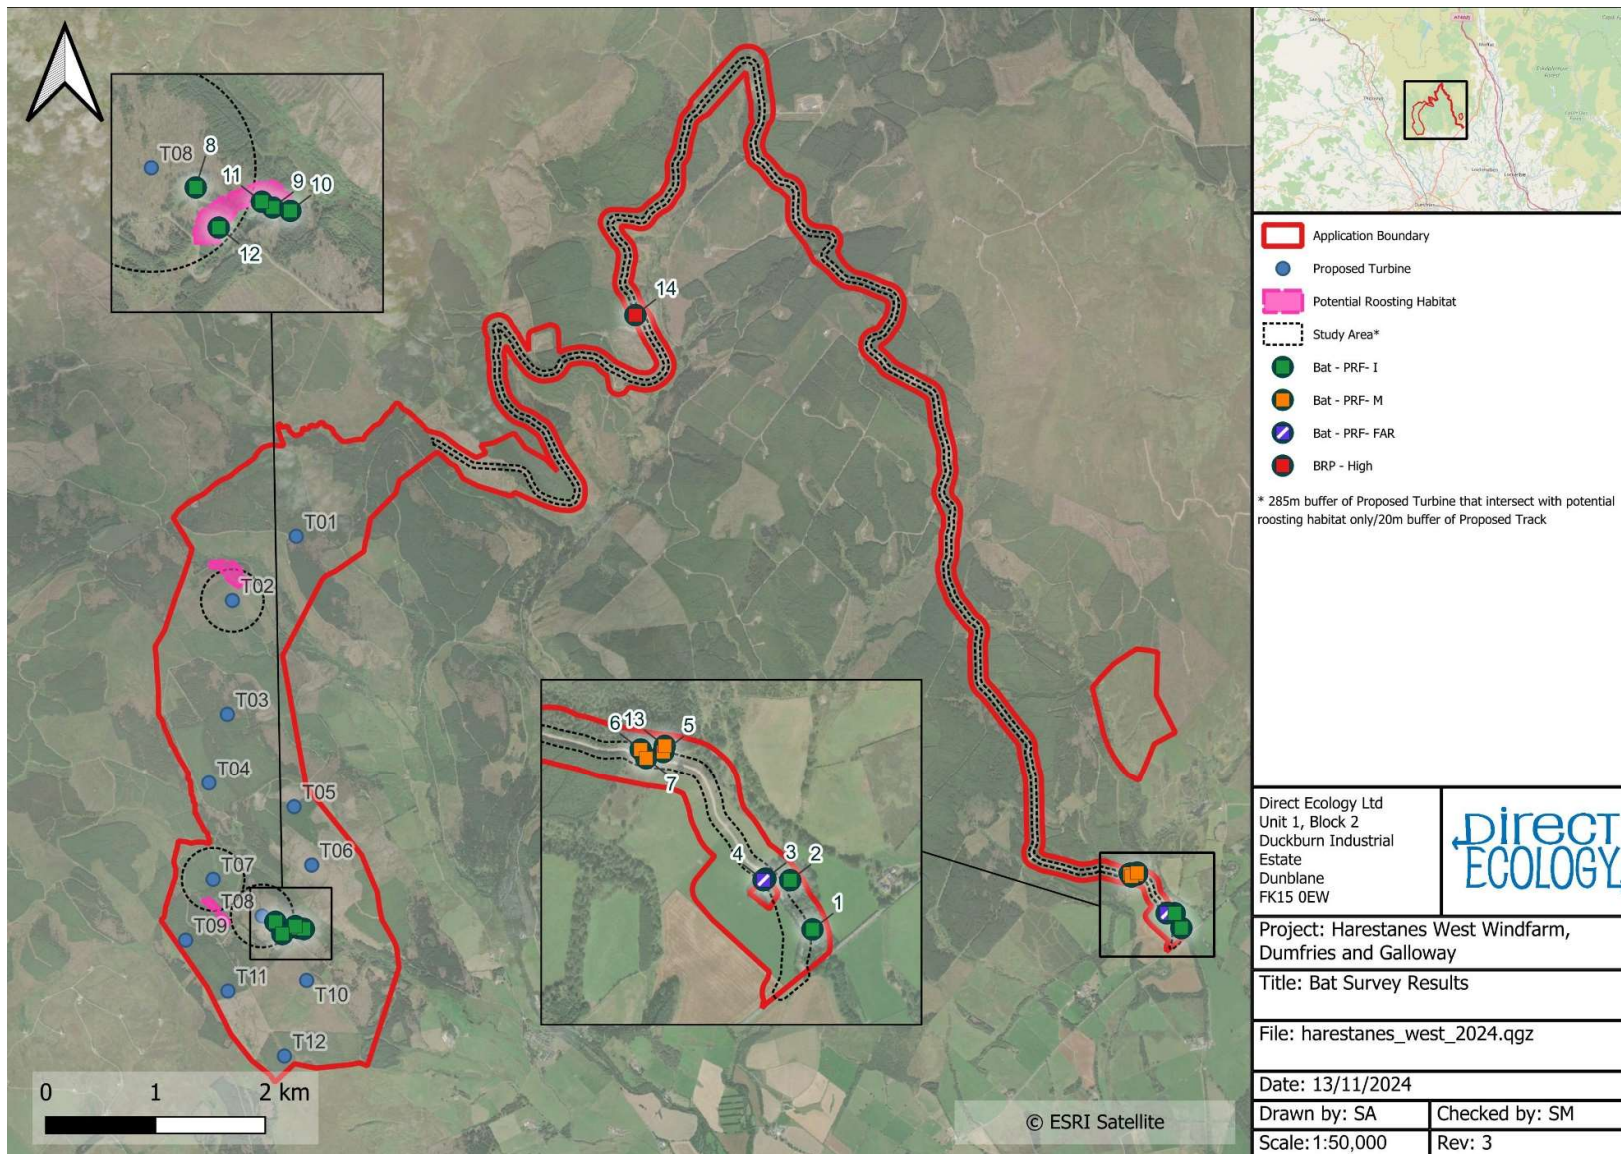 T08
8
11
9
10
12
14
T01
T02
T03
T04
T05
T06
T07
T08
T09
T10
T11
T12
6
13
5
7
4
3
2
1
0 1 2 km
© ESRI Satellite
Application Boundary
Proposed Turbine
Potential Roosting Habitat
Study Area*
Bat - PRF- I
Bat - PRF- M
Bat - PRF- FAR
BRP - High
* 285m buffer of Proposed Turbine that intersect with potential
roosting habitat only/20m buffer of Proposed Track
Direct Ecology Ltd
Unit 1, Block 2
Duckburn Industrial
Estate
Dunblane
FK15 0EW
Direct
ECOLOGY
Project: Harestanes West Windfarm,
Dumfries and Galloway
Title: Bat Survey Results
File: harestanes_west_2024.qgz
Date: 13/11/2024
Drawn by: SA
Checked by: SM
Scale: 1:50,000
Rev: 3